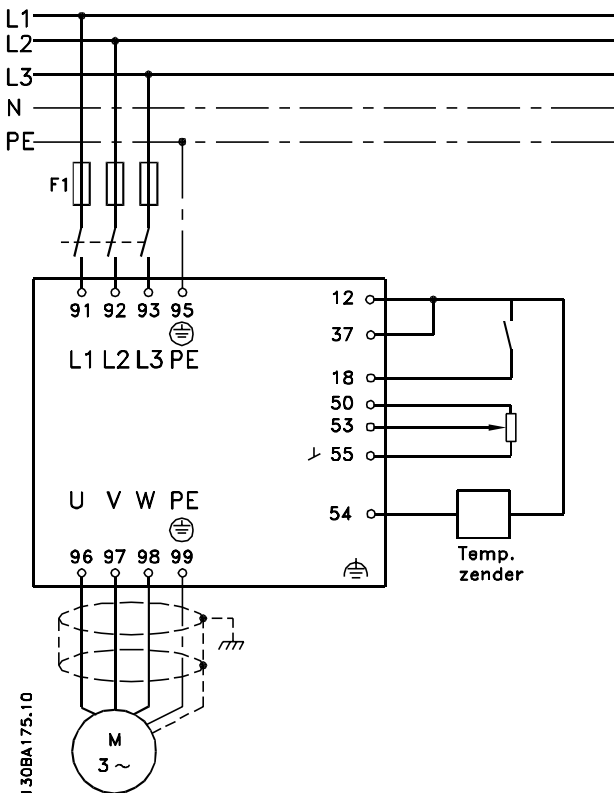 L1
L2
L3
N
PE
F1
91 92 93 95
L1 L2 L3 PE
12
37
18
50
53
55
54
Temp.
zender
U V W PE
96 97 98 99
M
3 ~
130BA175.10